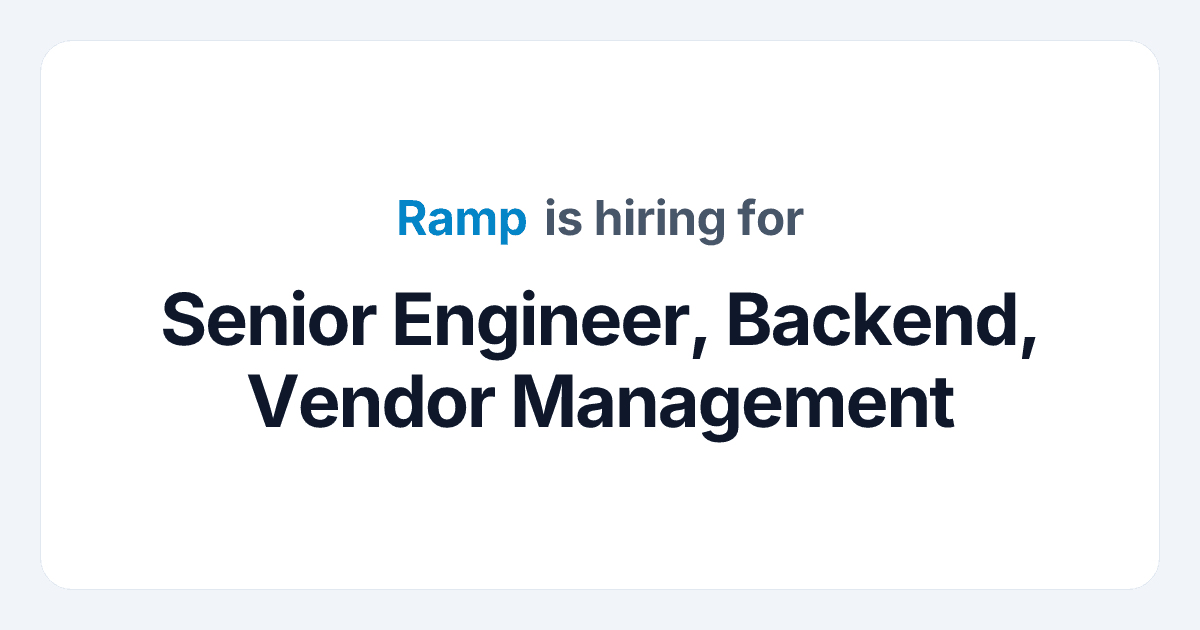 Ramp is hiring for
Senior Engineer, Backend,
Vendor Management